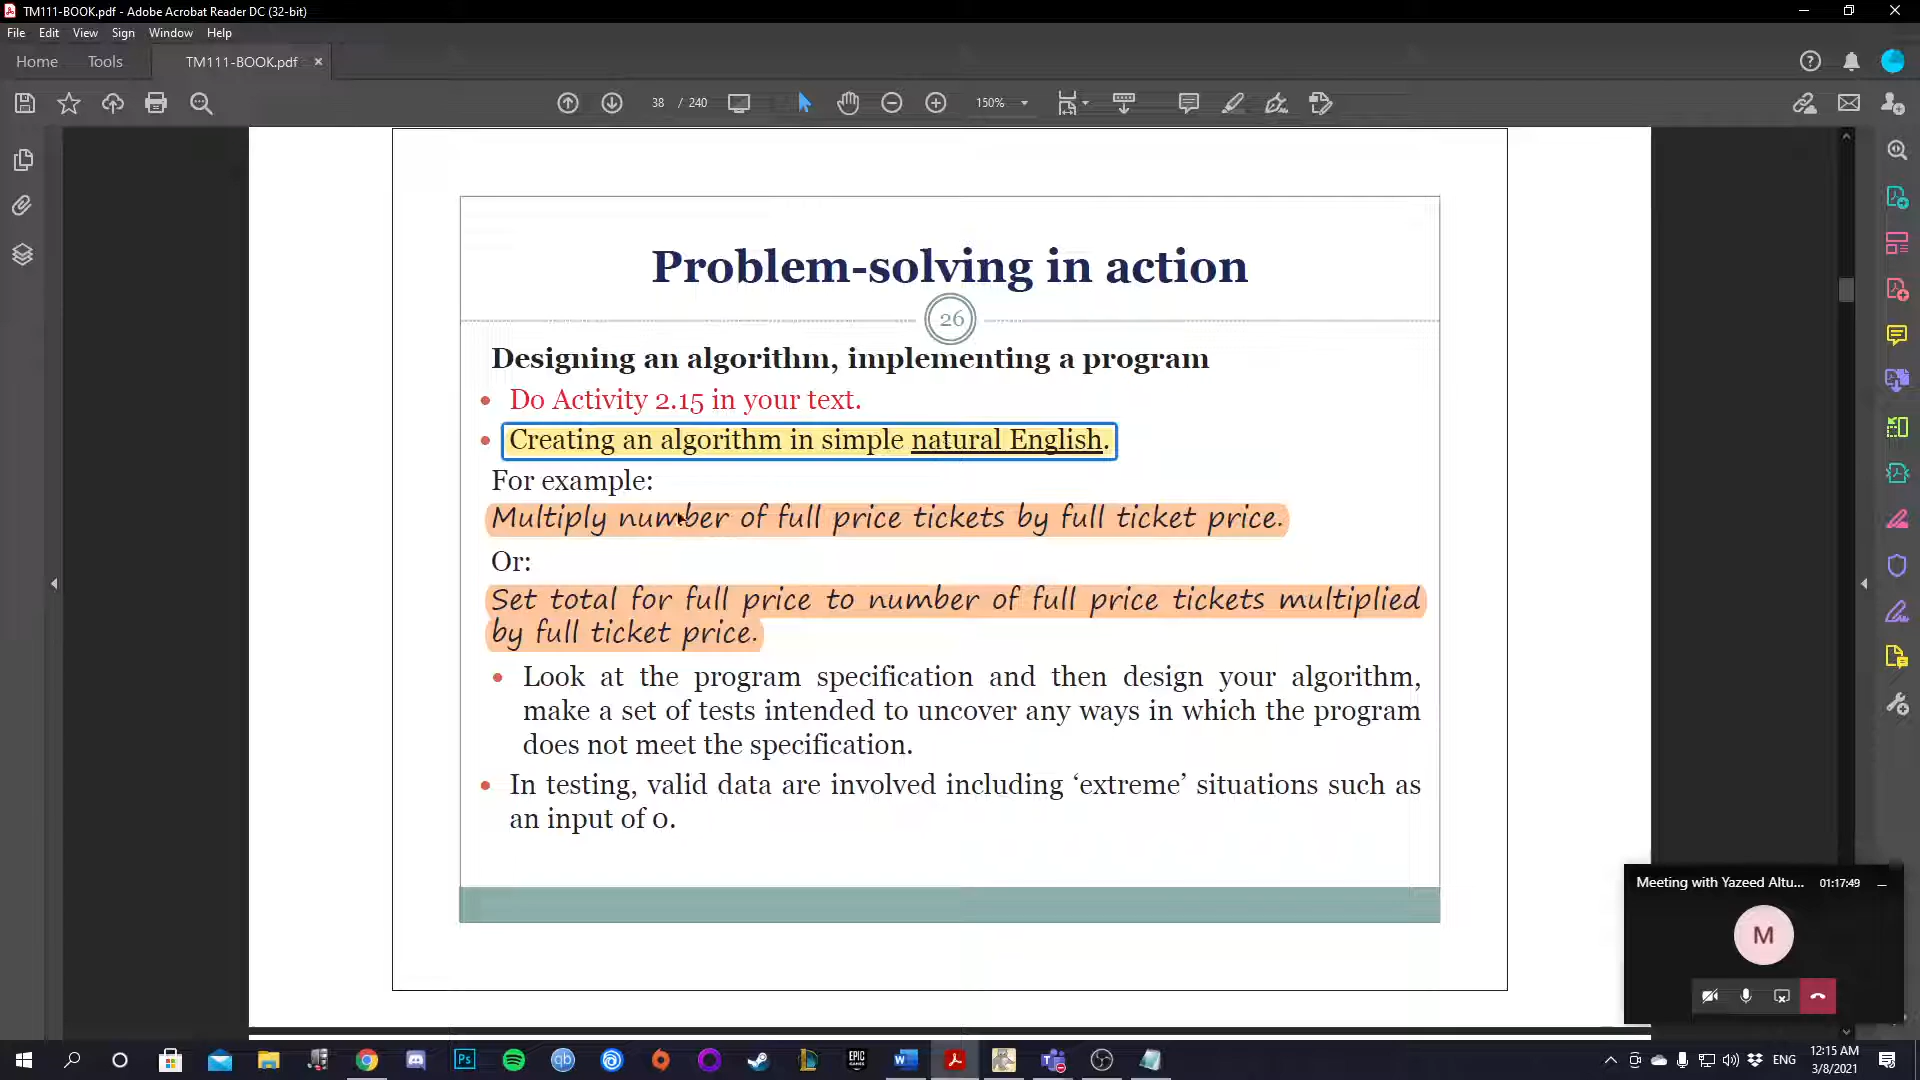 TM111-BOOK.pdf - Adobe Acrobat Reader DC (32-bit)
File Edit View Sign Window Help
Home Tools TM111-BOOK.pdf
38 / 240 150%
Problem-solving in action
26
Designing an algorithm, implementing a program
Do Activity 2.15 in your text.
Creating an algorithm in simple natural English.
For example:
Multiply number of full price tickets by full ticket price.
Or:
Set total for full price to number of full price tickets multiplied
by full ticket price.
Look at the program specification and then design your algorithm,
make a set of tests intended to uncover any ways in which the program
does not meet the specification.
In testing, valid data are involved including ‘extreme’ situations such as
an input of 0.
Meeting with Yazeed Altu... 01:17:49
M
Ps
qb
EPIC
GAMES
ENG
12:15 AM
3/8/2021